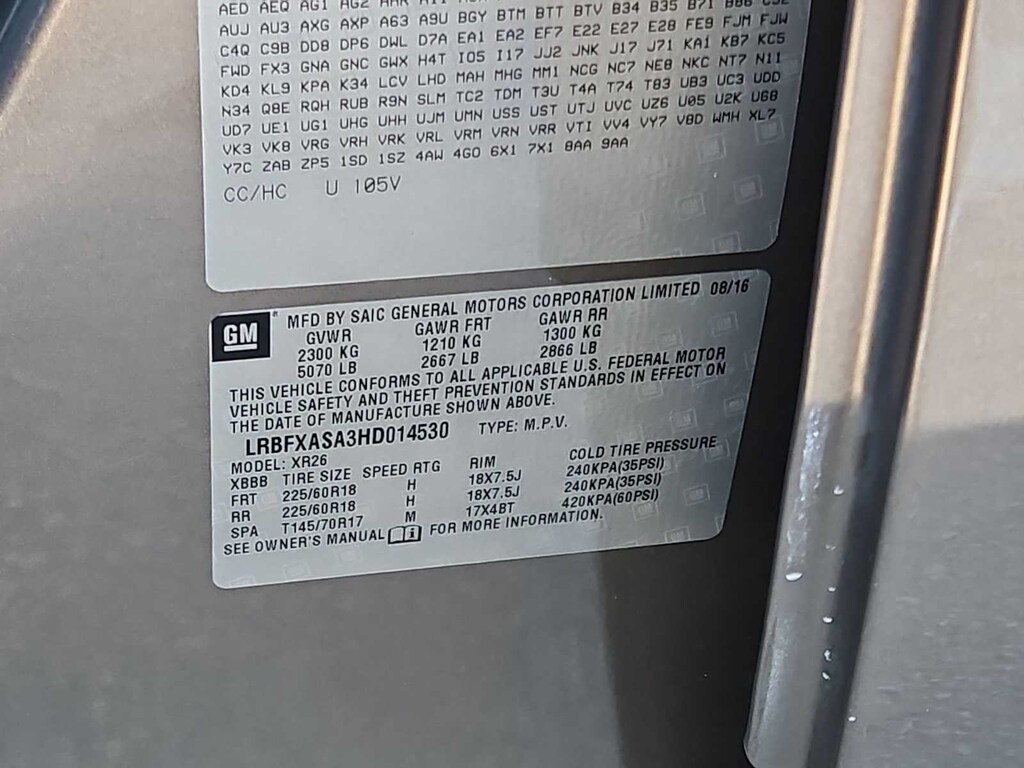 AED AEQ AG1 AG2
AUJ AU3 AXG AXP A63 A9U BGY BTM BTT BTV B34 B35 B71
C4Q C9B DD8 DP6 DWL D7A EA1 EA2 EF7 E22 E27 E28 FE9 FJM FJW
FWD FX3 GNA GNC GWX H4T IO5 I17 JJ2 JNK J17 J71 KA1 KB7 KC5
KD4 KL9 KPA K34 LCV LHD MAH MHG MM1 NCG NC7 NE8 NKC NT7 N11
N34 Q8E RQH RUB R9N SLM TC2 TDM T3U T4A T74 T83 UB3 UC3 UDD
UD7 UE1 UG1 UHG UHH UJM UMN USS UST UTJ UVC UZ6 U05 U2K U68
VK3 VK8 VRG VRH VRK VRL VRM VRN VRR VTI VV4 VY7 V8D WMH XL7
Y7C ZAB ZP5 1SD 1SZ 4AW 4GO 6X1 7X1 8AA 9AA
CC/HC U 105V
GM ® MFD BY SAIC GENERAL MOTORS CORPORATION LIMITED 08/16
GVWR GAWR FRT GAWR RR
2300 KG 1210 KG 1300 KG
5070 LB 2667 LB 2866 LB
THIS VEHICLE CONFORMS TO ALL APPLICABLE U.S. FEDERAL MOTOR
VEHICLE SAFETY AND THEFT PREVENTION STANDARDS IN EFFECT ON
THE DATE OF MANUFACTURE SHOWN ABOVE.
LRBFXASA3HD014530 TYPE: M.P.V.
MODEL: XR26
XBBB TIRE SIZE SPEED RTG RIM COLD TIRE PRESSURE
FRT 225/60R18 H 18X7.5J 240KPA(35PSI)
RR 225/60R18 H 18X7.5J 240KPA(35PSI)
SPA T145/70R17 M 17X4BT 420KPA(60PSI)
SEE OWNER'S MANUAL FOR MORE INFORMATION.